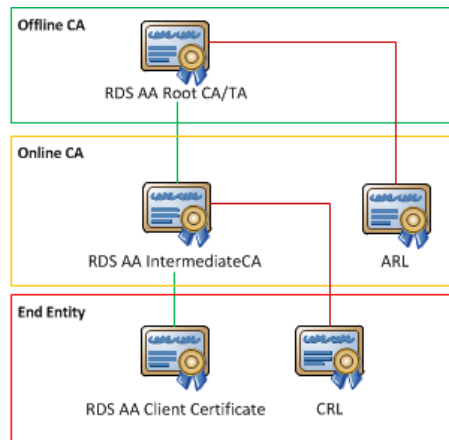 Offline CA
RDS AA Root CA/TA
Online CA
RDS AA IntermediateCA
ARL
End Entity
RDS AA Client Certificate
CRL